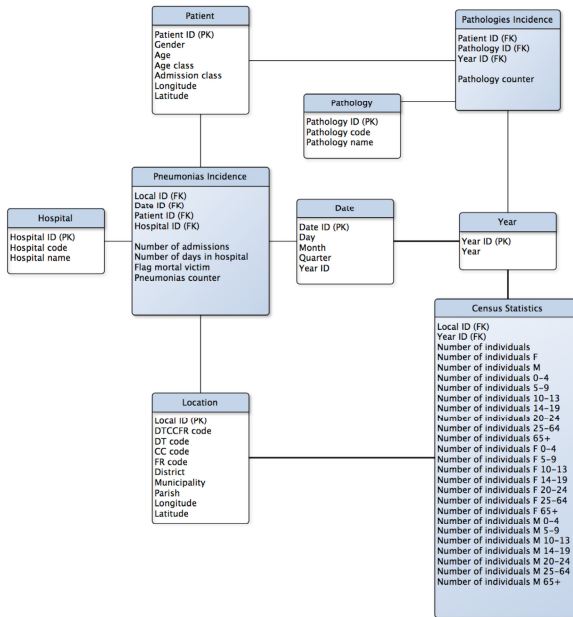 Patient
Patient ID (PK)
Gender
Age
Age class
Admission class
Longitude
Latitude
Pathologies Incidence
Patient ID (FK)
Pathology ID (FK)
Year ID (FK)
Pathology counter
Pathology
Pathology ID (PK)
Pathology code
Pathology name
Pneumonias Incidence
Local ID (FK)
Date ID (FK)
Patient ID (FK)
Hospital ID (FK)
Number of admissions
Number of days in hospital
Flag mortal victim
Pneumonias counter
Hospital
Hospital ID (PK)
Hospital code
Hospital name
Date
Date ID (PK)
Day
Month
Quarter
Year ID
Year
Year ID (PK)
Year
Census Statistics
Local ID (FK)
Year ID (FK)
Number of individuals
Number of individuals F
Number of individuals M
Number of individuals 0-4
Number of individuals 5-9
Number of individuals 10-13
Number of individuals 14-19
Number of individuals 20-24
Number of individuals 25-64
Number of individuals 65+
Number of individuals F 0-4
Number of individuals F 5-9
Number of individuals F 10-13
Number of individuals F 14-19
Number of individuals F 20-24
Number of individuals F 25-64
Number of individuals F 65+
Number of individuals M 0-4
Number of individuals M 5-9
Number of individuals M 10-13
Number of individuals M 14-19
Number of individuals M 20-24
Number of individuals M 25-64
Number of individuals M 65+
Location
Local ID (PK)
DTCCFR code
DT code
CC code
FR code
District
Municipality
Parish
Longitude
Latitude